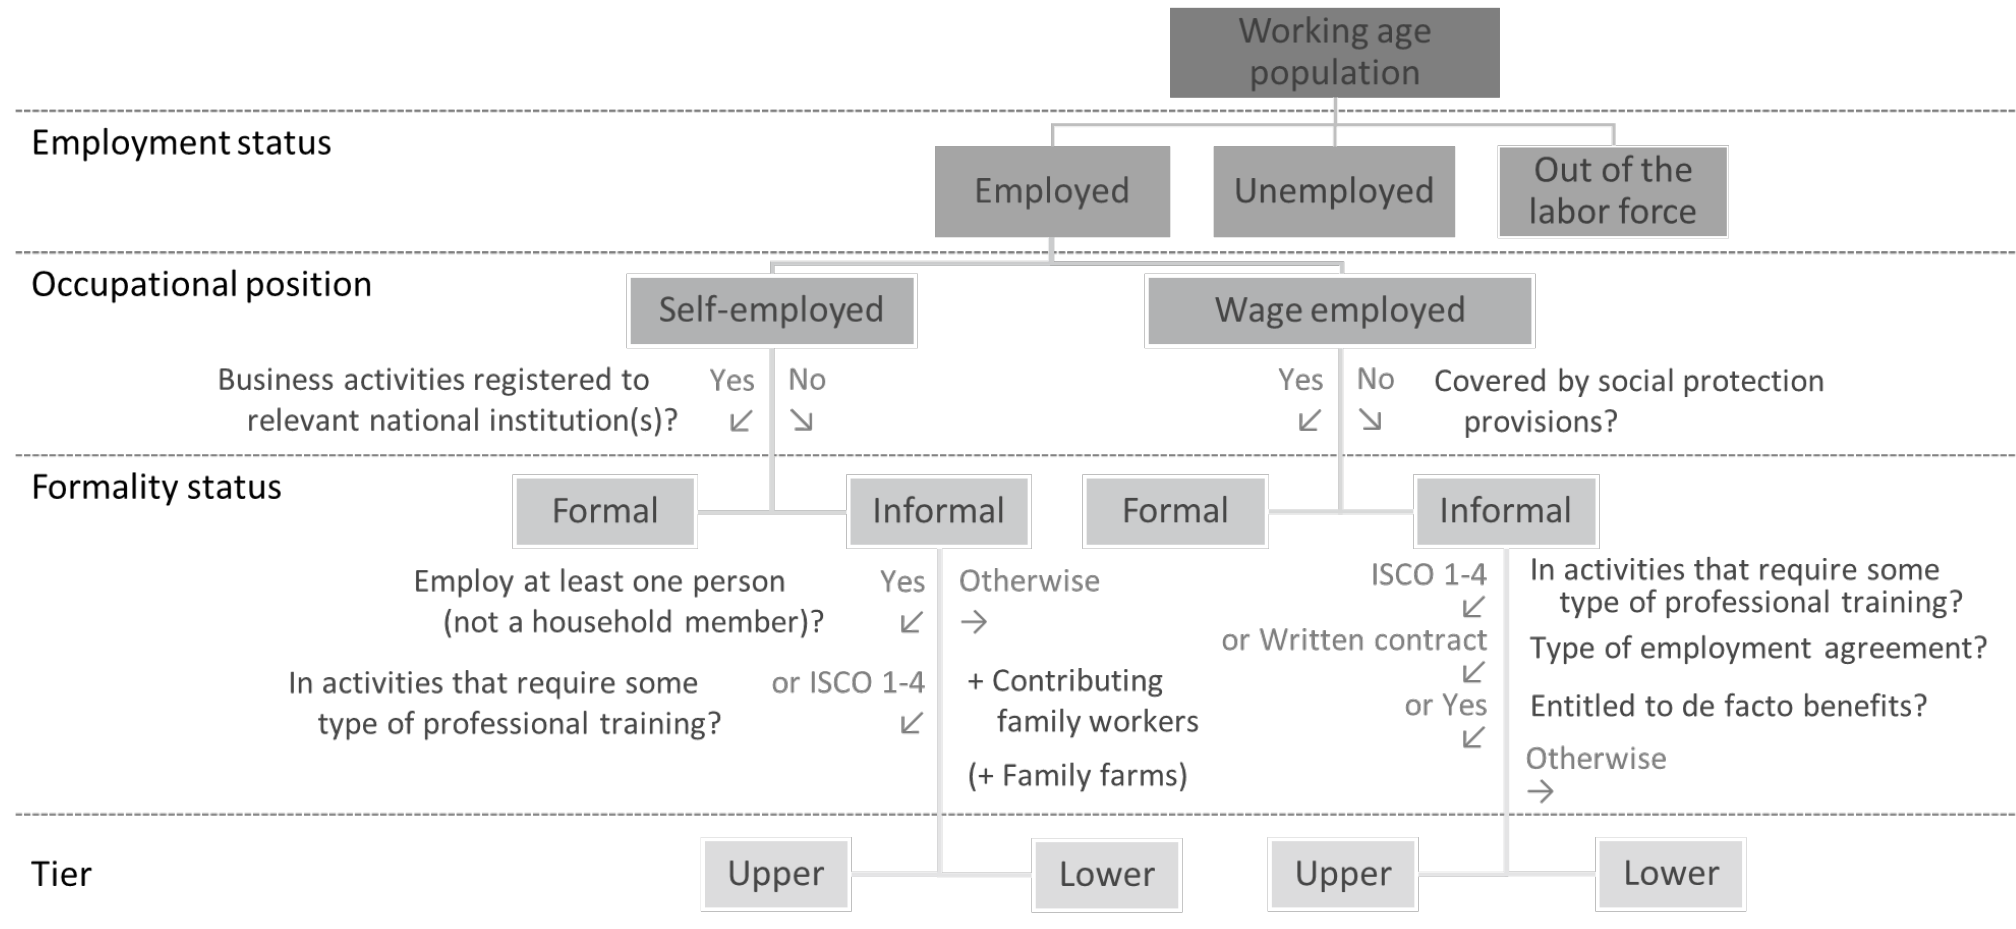 Working age
population
Employment status
Employed
Unemployed
Out of the
labor force
Occupational position
Self-employed
Wage employed
Business activities registered to
relevant national institution(s)?
Yes
No
Yes
No
Covered by social protection
provisions?
Formality status
Formal
Informal
Formal
Informal
Employ at least one person
(not a household member)?
Yes
Otherwise
In activities that require some
type of professional training?
or ISCO 1-4
+ Contributing
family workers
(+ Family farms)
ISCO 1-4
In activities that require some
type of professional training?
or Written contract
Type of employment agreement?
or Yes
Entitled to de facto benefits?
Otherwise
Tier
Upper
Lower
Upper
Lower